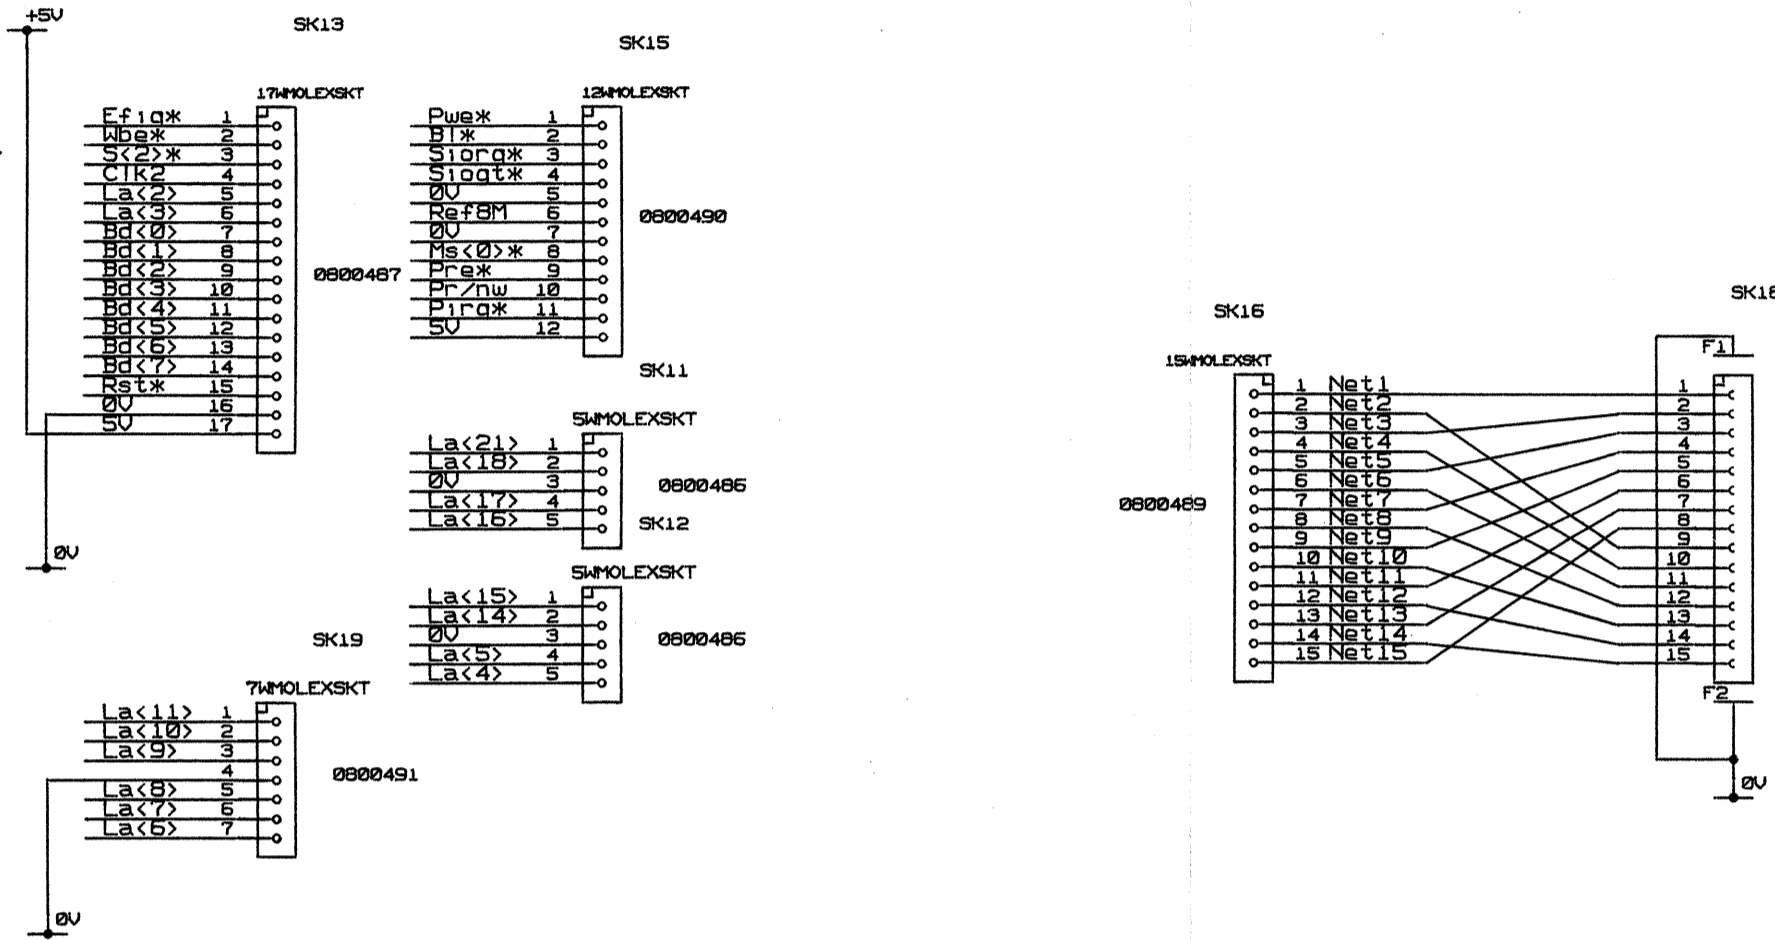 +5V
SK13
17WMOLEXSKT
Efiq* 1
Wbe* 2
S<2>* 3
Clk2 4
La<2> 5
La<3> 6
Bd<0> 7
Bd<1> 8
Bd<2> 9
Bd<3> 10
Bd<4> 11
Bd<5> 12
Bd<6> 13
Bd<7> 14
Rst* 15
0V 16
5V 17
0800487
0V
SK15
12WMOLEXSKT
Pwe* 1
Bl* 2
Siorq* 3
Siogt* 4
0V 5
Ref8M 6
0V 7
Ms<0>* 8
Pre* 9
Pr/nw 10
Pirq* 11
5V 12
0800490
SK11
5WMOLEXSKT
La<21> 1
La<18> 2
0V 3
La<17> 4
La<16> 5
0800486
SK12
5WMOLEXSKT
La<15> 1
La<14> 2
0V 3
La<5> 4
La<4> 5
0800486
SK19
7WMOLEXSKT
La<11> 1
La<10> 2
La<9> 3
4
La<8> 5
La<7> 6
La<6> 7
0800491
0V
SK16
15WMOLEXSKT
1 Net1
2 Net2
3 Net3
4 Net4
5 Net5
6 Net6
7 Net7
8 Net8
9 Net9
10 Net10
11 Net11
12 Net12
13 Net13
14 Net14
15 Net15
0800489
SK18
F1
1
2
3
4
5
6
7
8
9
10
11
12
13
14
15
F2
0V